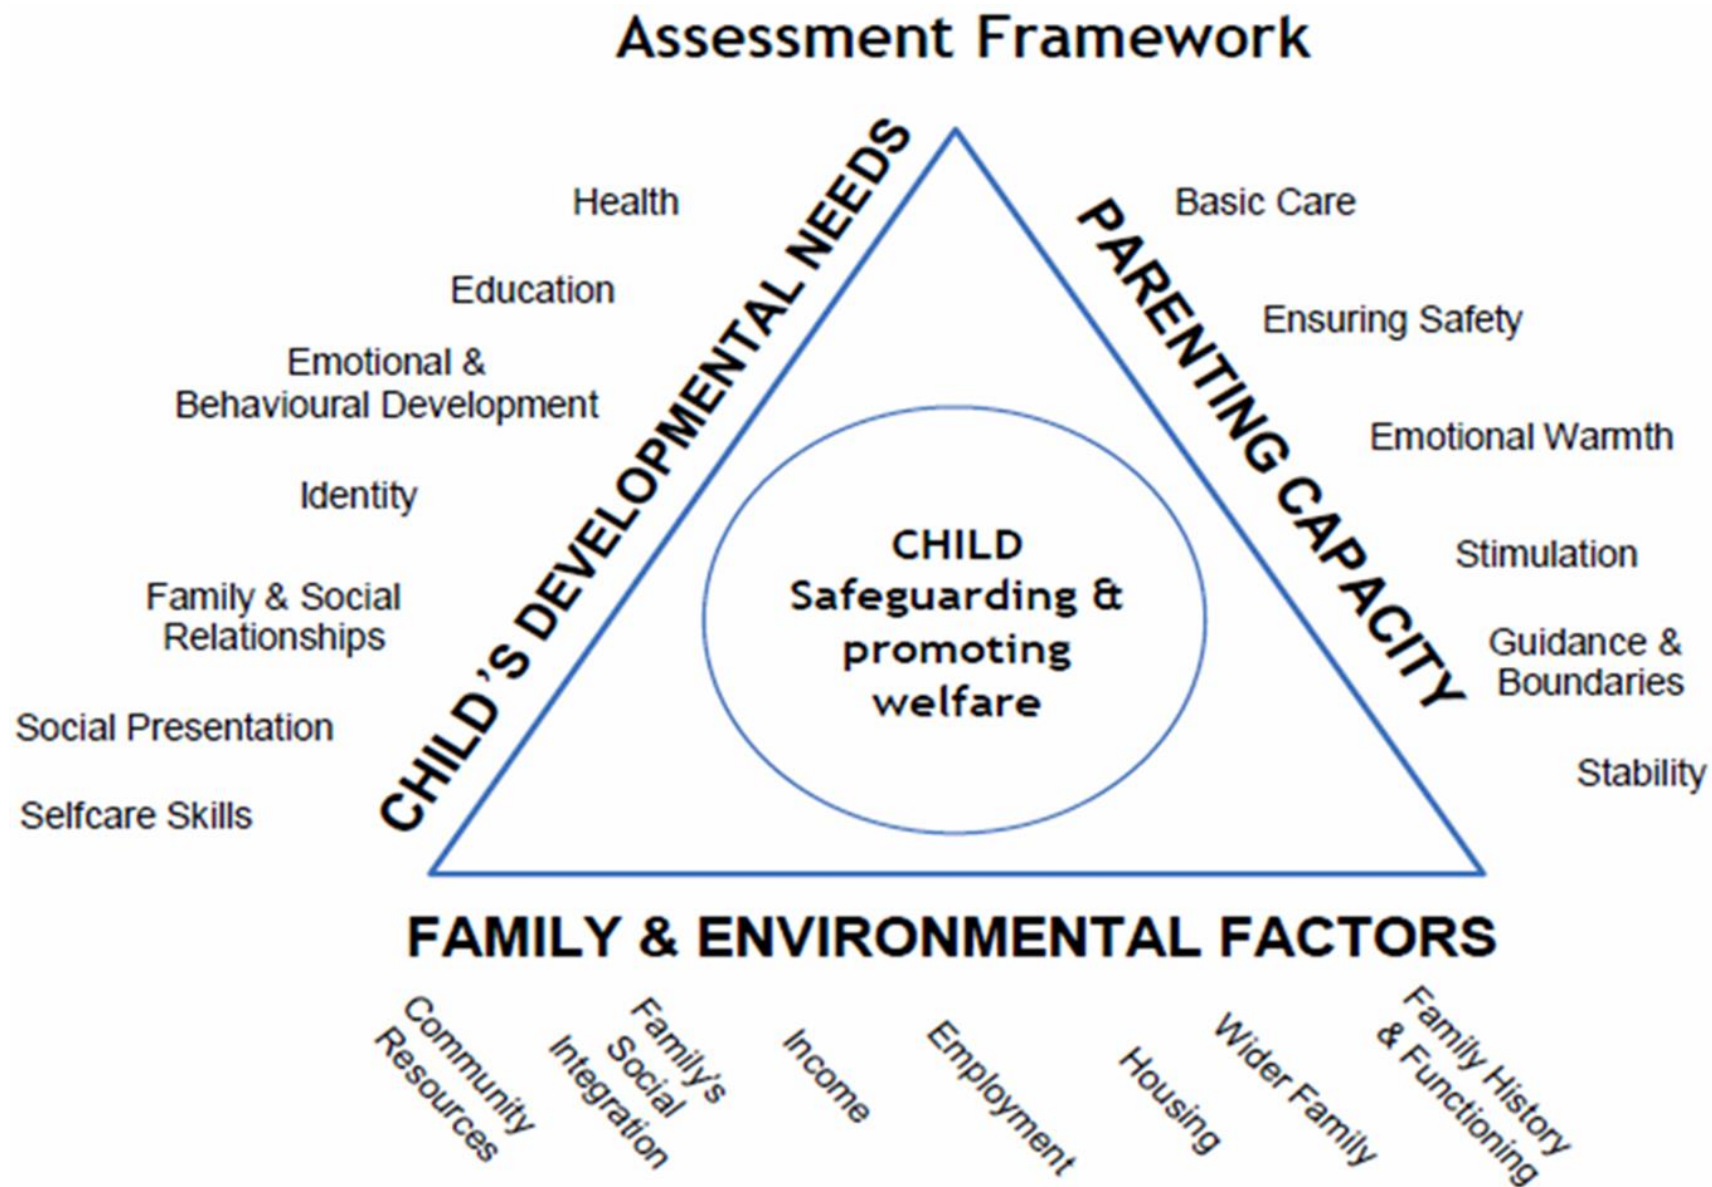 Assessment Framework
CHILD'S DEVELOPMENTAL NEEDS
Health
Education
Emotional &
Behavioural Development
Identity
Family & Social
Relationships
Social Presentation
Selfcare Skills
PARENTING CAPACITY
Basic Care
Ensuring Safety
Emotional Warmth
Stimulation
Guidance &
Boundaries
Stability
CHILD
Safeguarding &
promoting
welfare
FAMILY & ENVIRONMENTAL FACTORS
Community
Resources
Family's
Social
Integration
Income
Employment
Housing
Wider Family
Family History
& Functioning